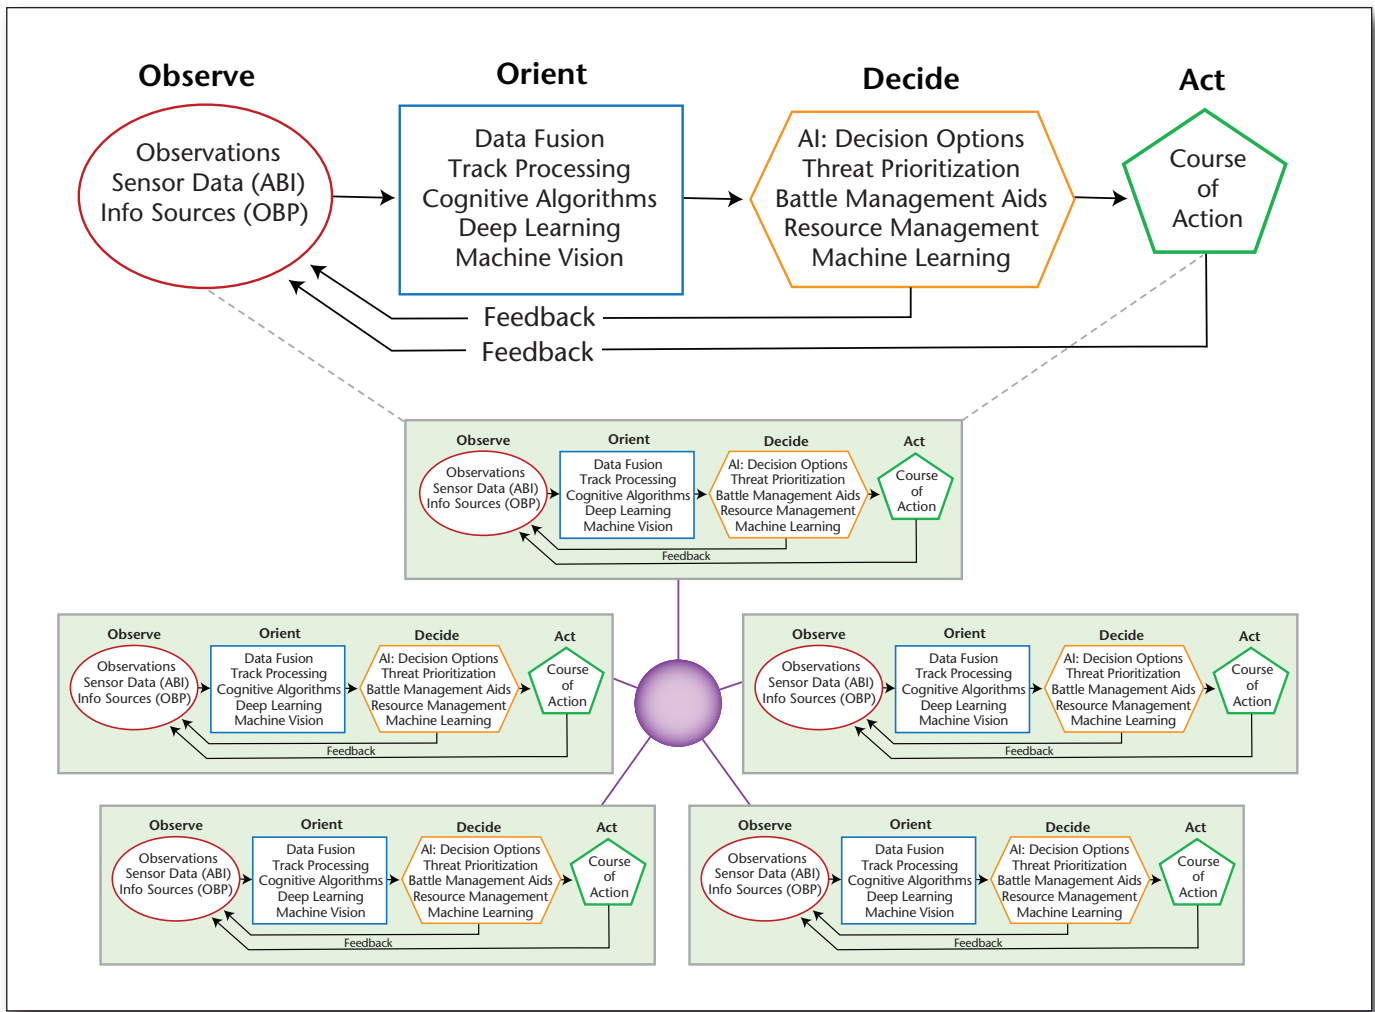 Observe
Orient
Decide
Act
Observations
Sensor Data (ABI)
Info Sources (OBP)
Data Fusion
Track Processing
Cognitive Algorithms
Deep Learning
Machine Vision
AI: Decision Options
Threat Prioritization
Battle Management Aids
Resource Management
Machine Learning
Course
of
Action
Feedback
Feedback
Observe
Orient
Decide
Act
Observations
Sensor Data (ABI)
Info Sources (OBP)
Data Fusion
Track Processing
Cognitive Algorithms
Deep Learning
Machine Vision
AI: Decision Options
Threat Prioritization
Battle Management Aids
Resource Management
Machine Learning
Course
of
Action
Feedback
Observe
Orient
Decide
Act
Observations
Sensor Data (ABI)
Info Sources (OBP)
Data Fusion
Track Processing
Cognitive Algorithms
Deep Learning
Machine Vision
AI: Decision Options
Threat Prioritization
Battle Management Aids
Resource Management
Machine Learning
Course
of
Action
Feedback
Observe
Orient
Decide
Act
Observations
Sensor Data (ABI)
Info Sources (OBP)
Data Fusion
Track Processing
Cognitive Algorithms
Deep Learning
Machine Vision
AI: Decision Options
Threat Prioritization
Battle Management Aids
Resource Management
Machine Learning
Course
of
Action
Feedback
Observe
Orient
Decide
Act
Observations
Sensor Data (ABI)
Info Sources (OBP)
Data Fusion
Track Processing
Cognitive Algorithms
Deep Learning
Machine Vision
AI: Decision Options
Threat Prioritization
Battle Management Aids
Resource Management
Machine Learning
Course
of
Action
Feedback
Observe
Orient
Decide
Act
Observations
Sensor Data (ABI)
Info Sources (OBP)
Data Fusion
Track Processing
Cognitive Algorithms
Deep Learning
Machine Vision
AI: Decision Options
Threat Prioritization
Battle Management Aids
Resource Management
Machine Learning
Course
of
Action
Feedback